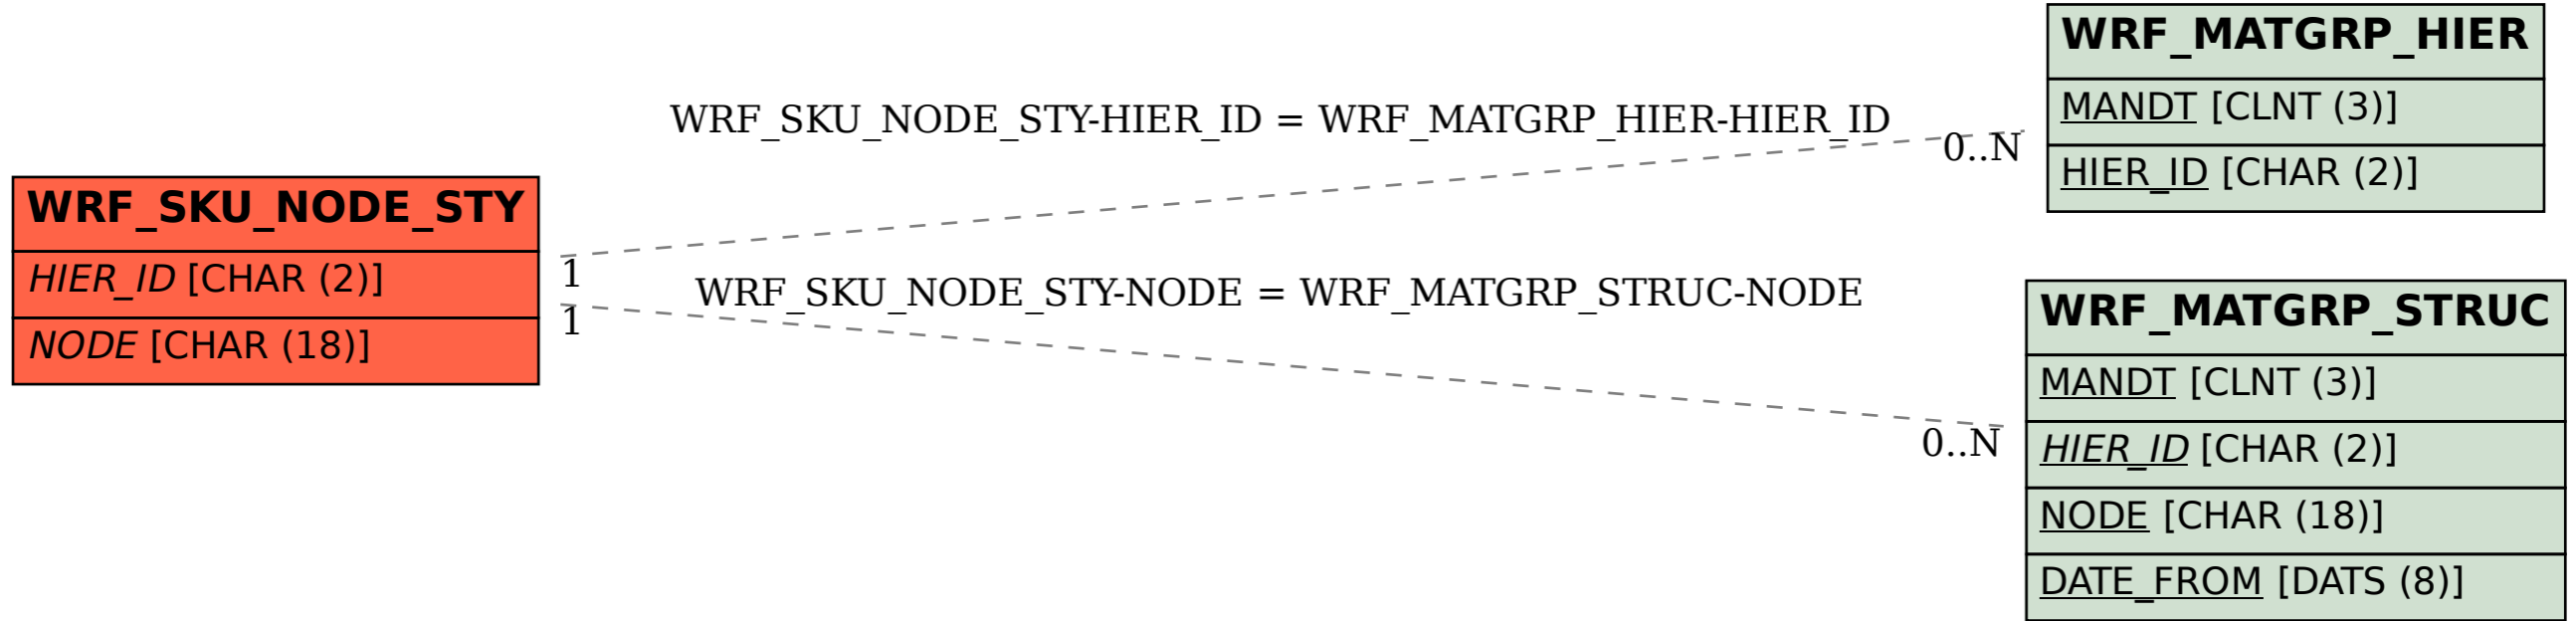 WRF_SKU_NODE_STY
HIER_ID [CHAR (2)]
NODE [CHAR (18)]
WRF_SKU_NODE_STY-HIER_ID = WRF_MATGRP_HIER-HIER_ID
1
0..N
WRF_SKU_NODE_STY-NODE = WRF_MATGRP_STRUC-NODE
1
0..N
WRF_MATGRP_HIER
MANDT [CLNT (3)]
HIER_ID [CHAR (2)]
WRF_MATGRP_STRUC
MANDT [CLNT (3)]
HIER_ID [CHAR (2)]
NODE [CHAR (18)]
DATE_FROM [DATS (8)]